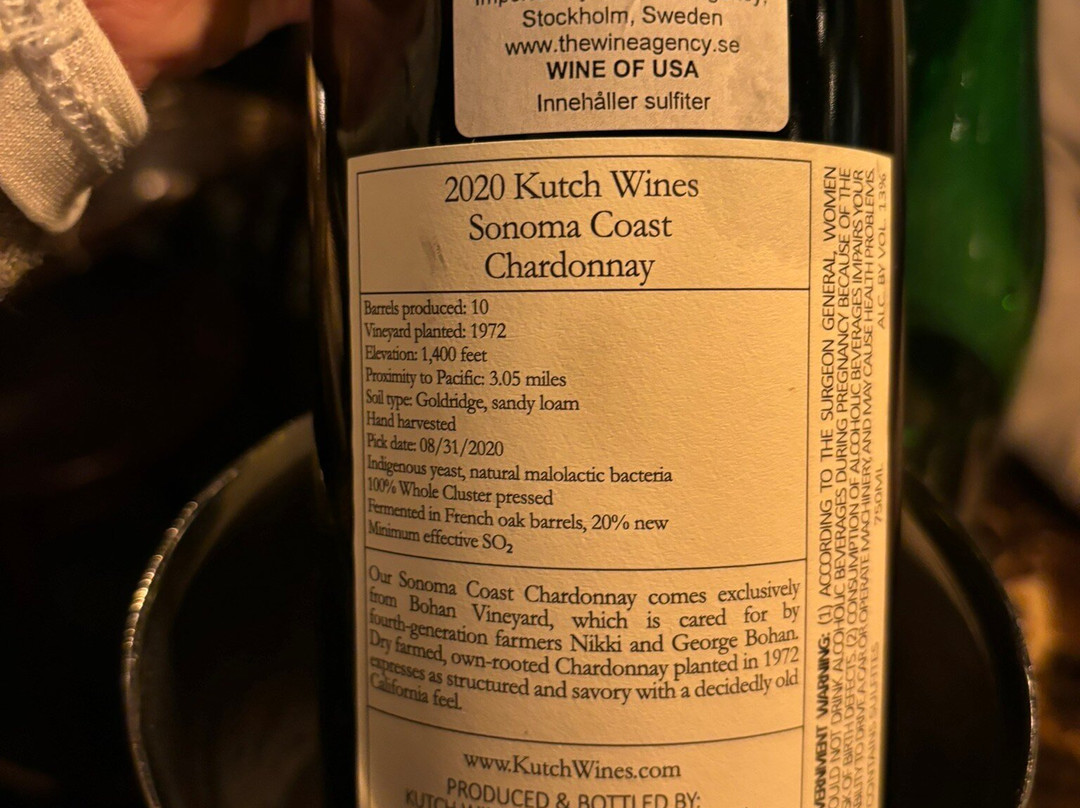 Stockholm, Sweden
www.thewineagency.se
WINE OF USA
Innehåller sulfiter
2020 Kutch Wines
Sonoma Coast
Chardonnay
Barrels produced: 10
Vineyard planted: 1972
Elevation: 1,400 feet
Proximity to Pacific: 3.05 miles
Soil type: Goldridge, sandy loam
Hand harvested
Pick date: 08/31/2020
Indigenous yeast, natural malolactic bacteria
100% Whole Cluster pressed
Fermented in French oak barrels, 20% new
Minimum effective SO₂
Our Sonoma Coast Chardonnay comes exclusively
from Bohan Vineyard, which is cared for by
fourth-generation farmers Nikki and George Bohan.
Dry farmed, own-rooted Chardonnay planted in 1972
expresses as structured and savory with a decidedly old
California feel.
www.KutchWines.com
PRODUCED & BOTTLED BY:
KUTCH
WARNING: (1) ACCORDING TO THE SURGEON GENERAL, WOMEN
NOT DRINK ALCOHOLIC BEVERAGES DURING PREGNANCY BECAUSE OF THE
OF BIRTH DEFECTS. (2) CONSUMPTION OF ALCOHOLIC BEVERAGES IMPAIRS YOUR
TO DRIVE A CAR OR OPERATE MACHINERY, AND MAY CAUSE HEALTH PROBLEMS.
SULFITES 750ML ALC. BY VOL. 13%